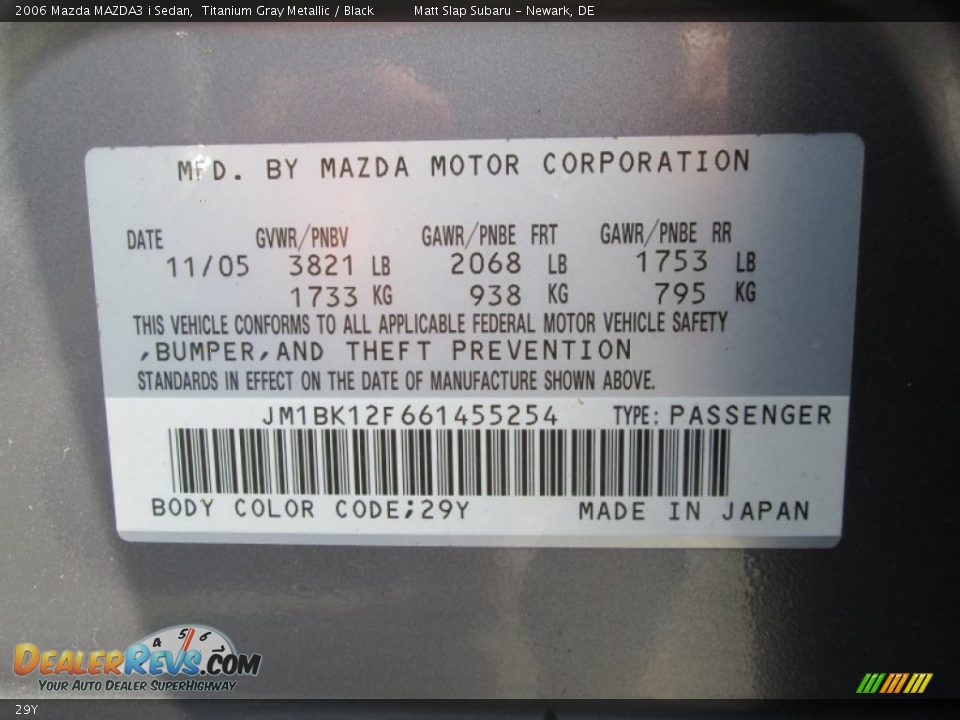 2006 Mazda MAZDA3 i Sedan, Titanium Gray Metallic / Black Matt Slap Subaru - Newark, DE
MFD. BY MAZDA MOTOR CORPORATION
DATE GVWR/PNBV GAWR/PNBE FRT GAWR/PNBE RR
11/05 3821 LB 2068 LB 1753 LB
1733 KG 938 KG 795 KG
THIS VEHICLE CONFORMS TO ALL APPLICABLE FEDERAL MOTOR VEHICLE SAFETY
,BUMPER,AND THEFT PREVENTION
STANDARDS IN EFFECT ON THE DATE OF MANUFACTURE SHOWN ABOVE.
JM1BK12F661455254 TYPE: PASSENGER
BODY COLOR CODE;29Y MADE IN JAPAN
4 5 6
DEALERREVS.COM
YOUR AUTO DEALER SUPERHIGHWAY
29Y